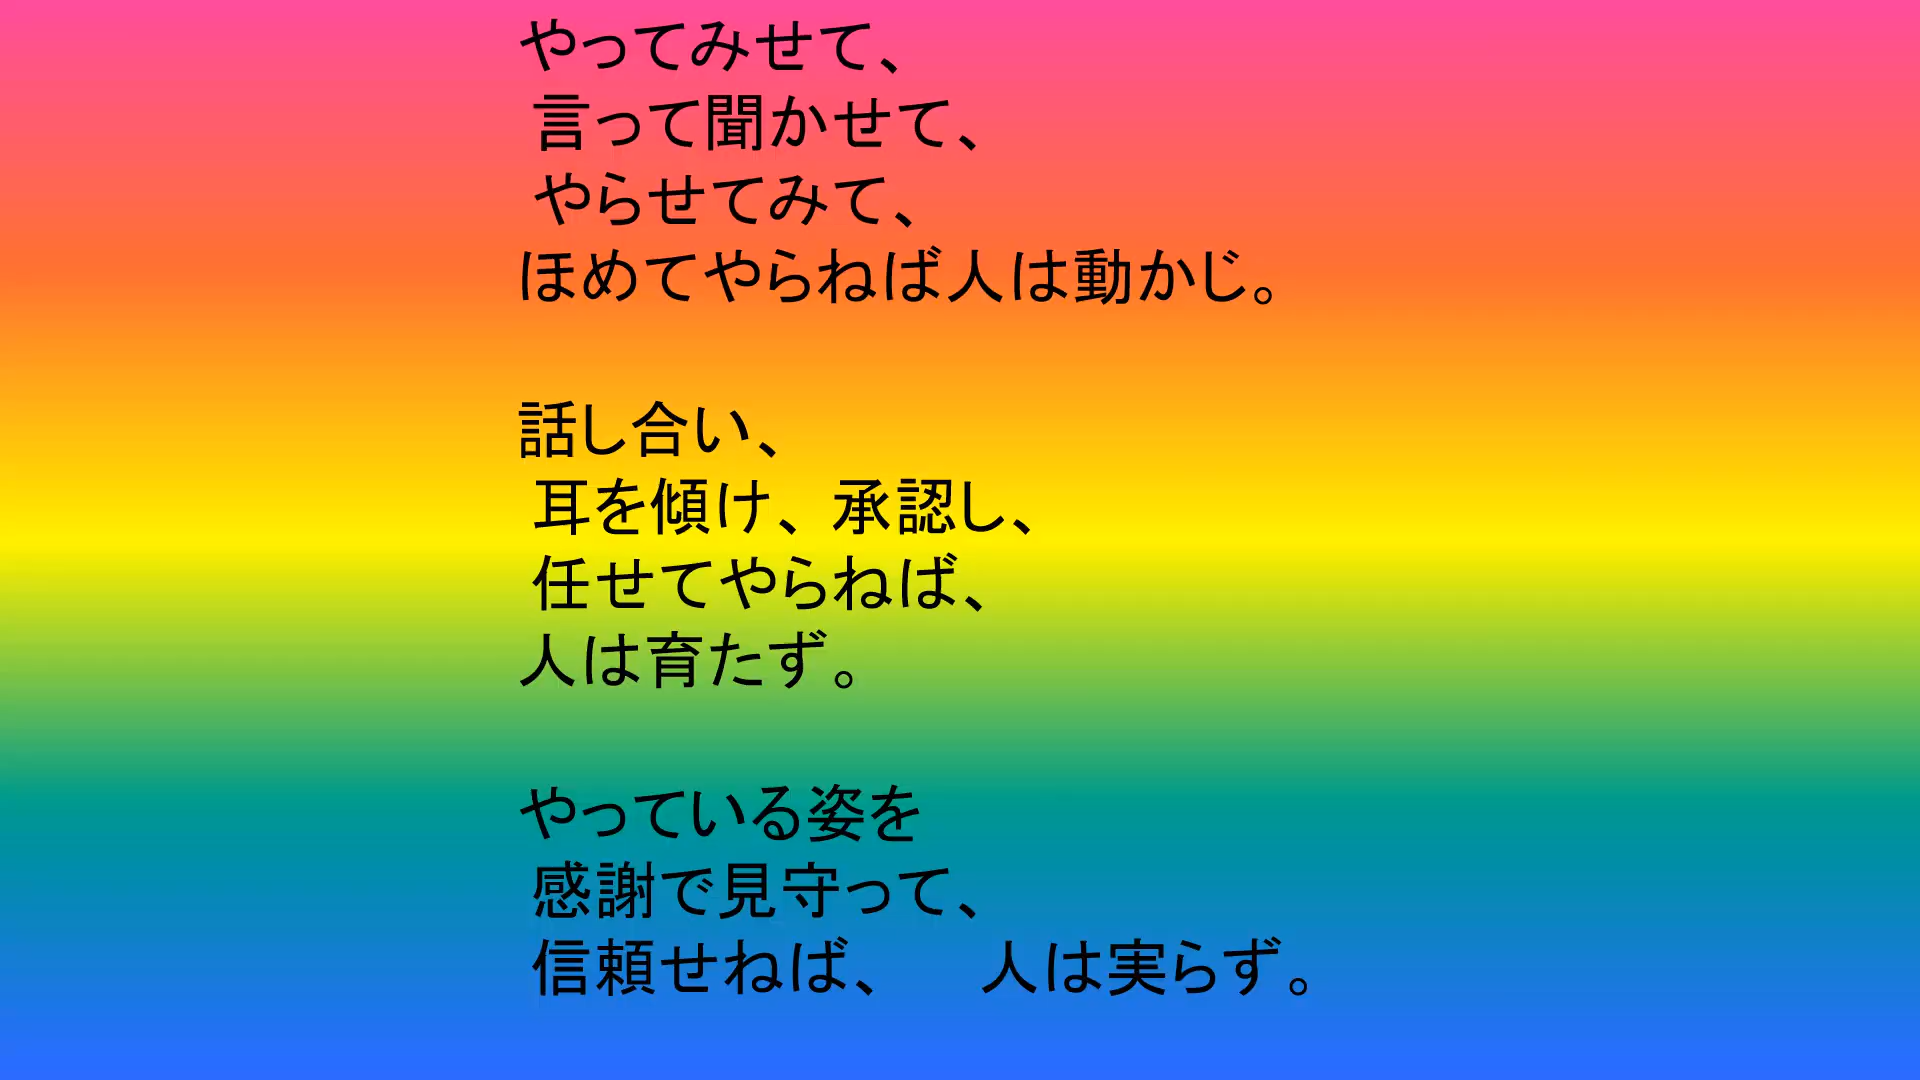 やってみせて、
言って聞かせて、
やらせてみて、
ほめてやらねば人は動かじ。
話し合い、
耳を傾け、承認し、
任せてやらねば、
人は育たず。
やっている姿を
感謝で見守って、
信頼せねば、　人は実らず。